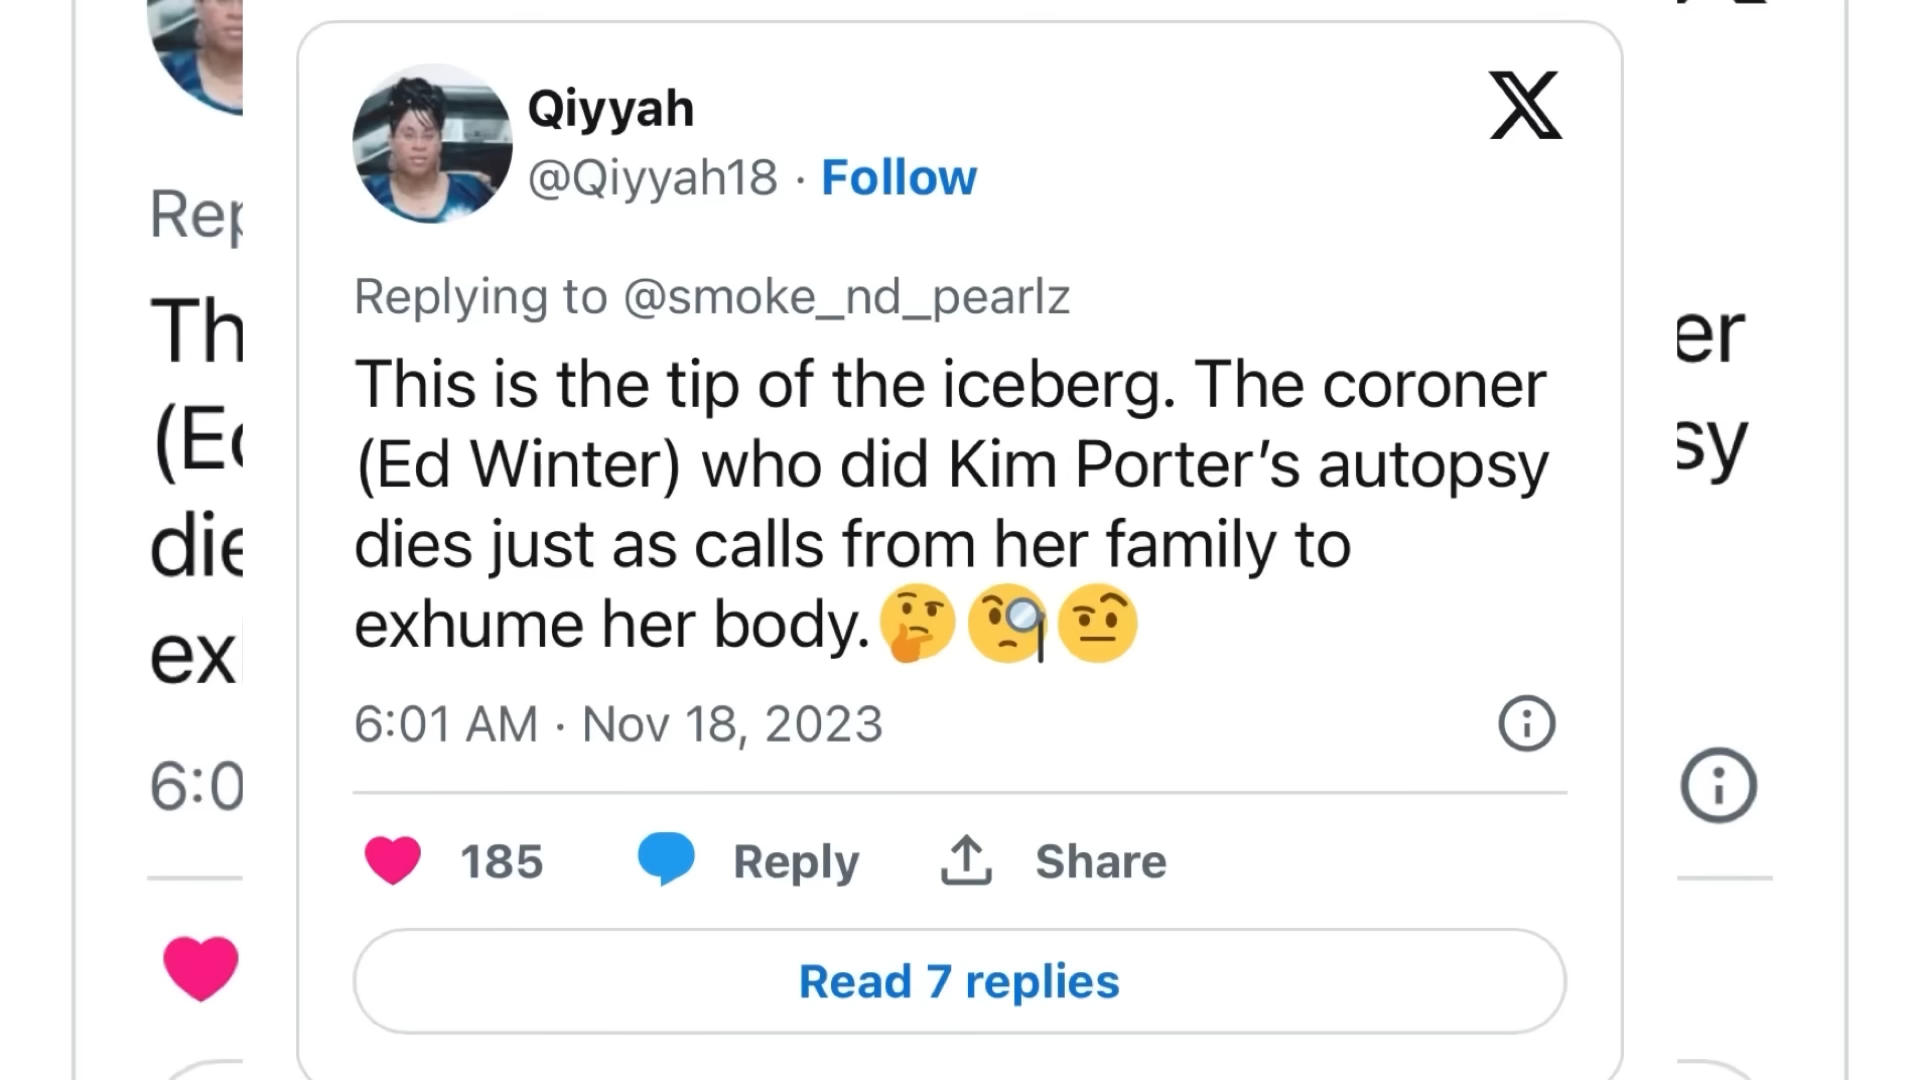 Qiyyah
@Qiyyah18 · Follow
Replying to @smoke_nd_pearlz
This is the tip of the iceberg. The coroner
(Ed Winter) who did Kim Porter’s autopsy
dies just as calls from her family to
exhume her body.🤔🧐🤨
6:01 AM · Nov 18, 2023
185 Reply Share
Read 7 replies